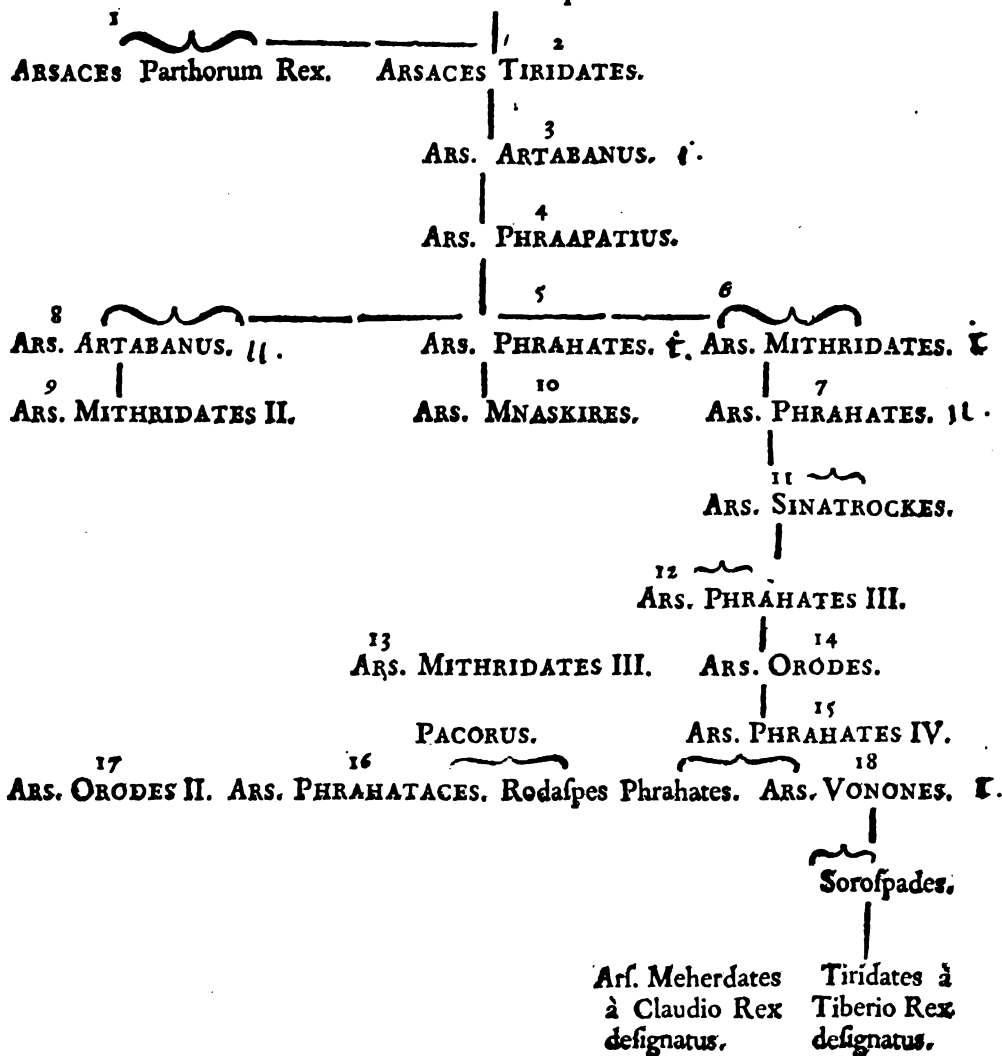 1 2
ARSACES Parthorum Rex. ARSACES TIRIDATES.
3
ARS. ARTABANUS. i.
4
ARS. PHRAAPATIUS.
8 5 6
ARS. ARTABANUS. ii. ARS. PHRAHATES. i. ARS. MITHRIDATES. i
9 10 7
ARS. MITHRIDATES II. ARS. MNASKIRES. ARS. PHRAHATES. ii.
11
ARS. SINATROCKES.
12
ARS. PHRAHATES III.
13 14
ARS. MITHRIDATES III. ARS. ORODES.
15
PACORUS. ARS. PHRAHATES IV.
17 16 18
ARS. ORODES II. ARS. PHRAHATACES. Rodaſpes Phrahates. ARS. VONONES. I.
Soroſpades.
Arſ. Meherdates Tiridates à
à Claudio Rex Tiberio Rex
deſignatus. deſignatus.